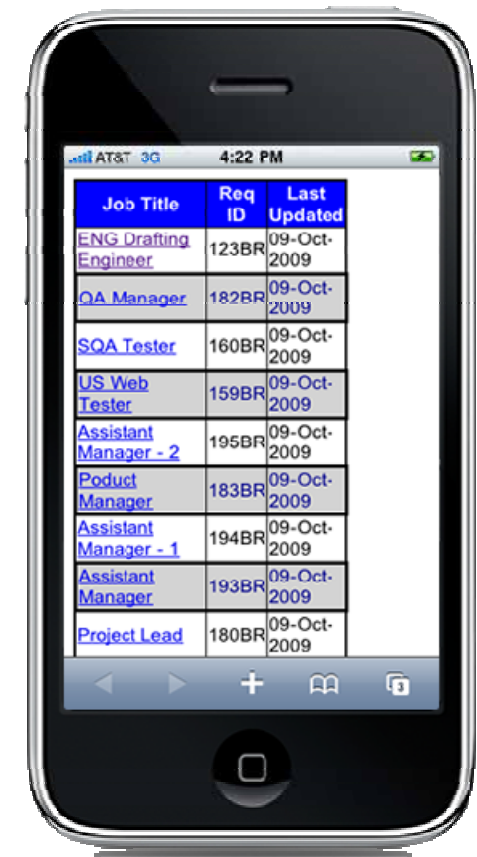 AT&T 3G 4:22 PM
Job Title Req ID Last Updated
ENG Drafting Engineer 123BR 09-Oct-2009
QA Manager 182BR 09-Oct-2009
SQA Tester 160BR 09-Oct-2009
US Web Tester 159BR 09-Oct-2009
Assistant Manager - 2 195BR 09-Oct-2009
Poduct Manager 183BR 09-Oct-2009
Assistant Manager - 1 194BR 09-Oct-2009
Assistant Manager 193BR 09-Oct-2009
Project Lead 180BR 09-Oct-2009
3